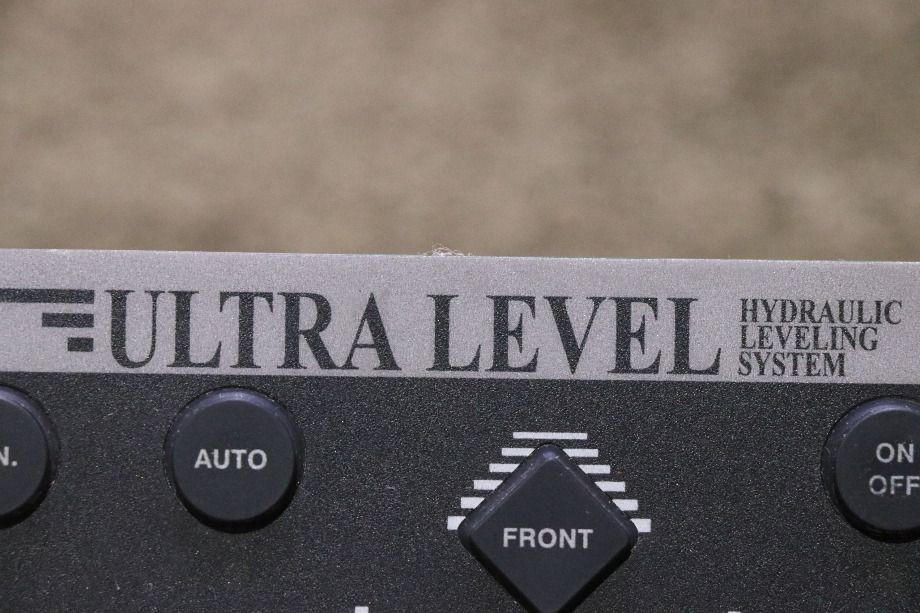 ULTRA LEVEL
HYDRAULIC
LEVELING
SYSTEM
N.
AUTO
FRONT
ON
OFF